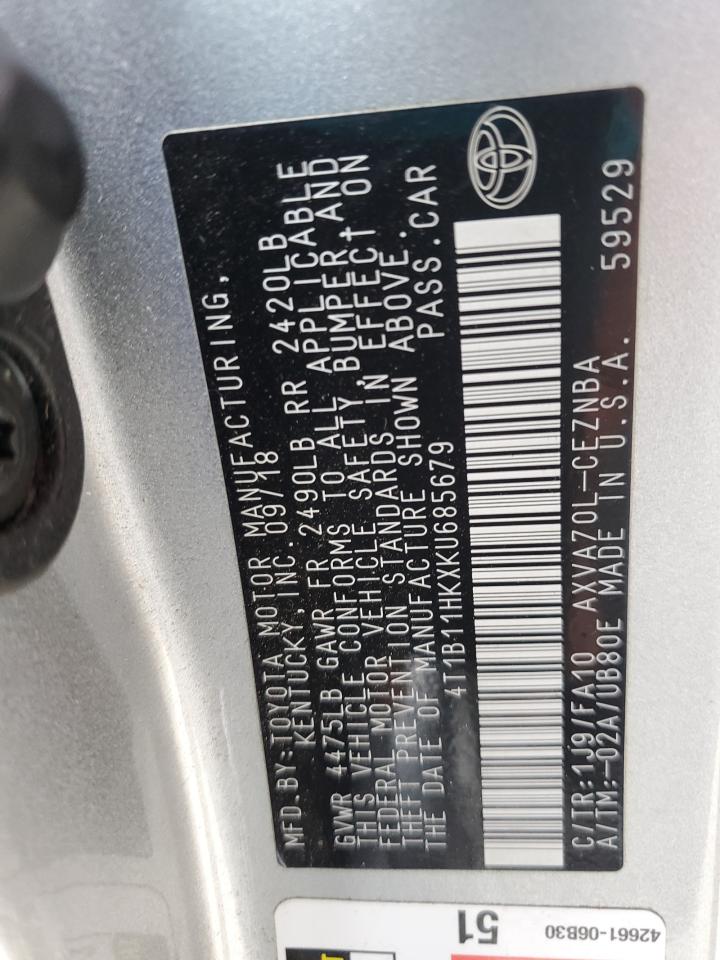 MFD.BY:TOYOTA MOTOR MANUFACTURING,
KENTUCKY,INC. 09/18
GVWR 4475LB GAWR FR 2490LB RR 2420LB
THIS VEHICLE CONFORMS TO ALL APPLICABLE
FEDERAL MOTOR VEHICLE SAFETY, BUMPER, AND
THEFT PREVENTION STANDARDS IN EFFECT ON
THE DATE OF MANUFACTURE SHOWN ABOVE.
4T1B11HKXKU685679 PASS.CAR
C/TR:1J9/FA10 AXVA70L-CEZNBA
A/TM:-02A/UB80E MADE IN U.S.A. 59529
42661-06B30
51